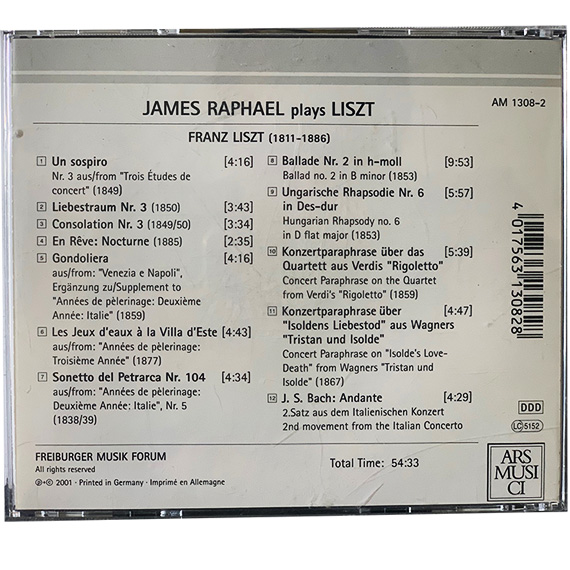 JAMES RAPHAEL plays LISZT
AM 1308-2
FRANZ LISZT (1811-1886)
1 Un sospiro [4:16]
Nr. 3 aus/from "Trois Études de
concert" (1849)
2 Liebestraum Nr. 3 (1850) [3:43]
3 Consolation Nr. 3 (1849/50) [3:34]
4 En Rêve: Nocturne (1885) [2:35]
5 Gondoliera [4:16]
aus/from: "Venezia e Napoli",
Ergänzung zu/Supplement to
"Années de pèlerinage: Deuxième
Année: Italie" (1859)
6 Les Jeux d'eaux à la Villa d'Este [4:43]
aus/from: "Années de pèlerinage:
Troisième Année" (1877)
7 Sonetto del Petrarca Nr. 104 [4:34]
aus/from: "Années de pèlerinage:
Deuxième Année: Italie", Nr. 5
(1838/39)
8 Ballade Nr. 2 in h-moll [9:53]
Ballad no. 2 in B minor (1853)
9 Ungarische Rhapsodie Nr. 6 [5:57]
in Des-dur
Hungarian Rhapsody no. 6
in D flat major (1853)
10 Konzertparaphrase über das [5:39]
Quartett aus Verdis "Rigoletto"
Concert Paraphrase on the Quartet
from Verdi's "Rigoletto" (1859)
11 Konzertparaphrase über [4:47]
"Isoldens Liebestod" aus Wagners
"Tristan und Isolde"
Concert Paraphrase on "Isolde's Love-
Death" from Wagners "Tristan und
Isolde" (1867)
12 J. S. Bach: Andante [4:29]
2.Satz aus dem Italienischen Konzert
2nd movement from the Italian Concerto
4 017563 130828
DDD
LC 5152
FREIBURGER MUSIK FORUM
All rights reserved
℗+© 2001 · Printed in Germany · Imprimé en Allemagne
Total Time: 54:33
ARS
MUSI
CI